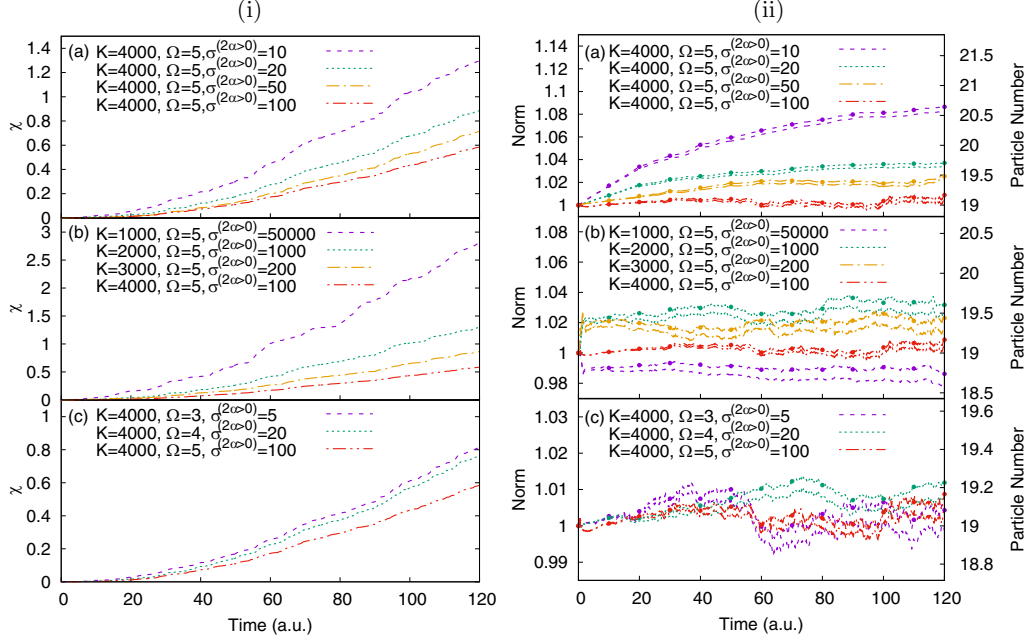 (i)
(a) K=4000, Ω=5,σ^(2α>0)=10
K=4000, Ω=5,σ^(2α>0)=20
K=4000, Ω=5,σ^(2α>0)=50
K=4000, Ω=5,σ^(2α>0)=100
χ
1.4
1.2
1
0.8
0.6
0.4
0.2
0
(b) K=1000, Ω=5,σ^(2α>0)=50000
K=2000, Ω=5,σ^(2α>0)=1000
K=3000, Ω=5,σ^(2α>0)=200
K=4000, Ω=5,σ^(2α>0)=100
χ
3
2.5
2
1.5
1
0.5
0
(c) K=4000, Ω=3, σ^(2α>0)=5
K=4000, Ω=4, σ^(2α>0)=20
K=4000, Ω=5, σ^(2α>0)=100
χ
1
0.8
0.6
0.4
0.2
0
0 20 40 60 80 100 120
Time (a.u.)
(ii)
(a) K=4000, Ω=5,σ^(2α>0)=10
K=4000, Ω=5,σ^(2α>0)=20
K=4000, Ω=5,σ^(2α>0)=50
K=4000, Ω=5,σ^(2α>0)=100
Norm
1.14
1.12
1.1
1.08
1.06
1.04
1.02
1
Particle Number
21.5
21
20.5
20
19.5
19
(b) K=1000, Ω=5,σ^(2α>0)=50000
K=2000, Ω=5,σ^(2α>0)=1000
K=3000, Ω=5,σ^(2α>0)=200
K=4000, Ω=5,σ^(2α>0)=100
Norm
1.08
1.06
1.04
1.02
1
0.98
Particle Number
20.5
20
19.5
19
18.5
(c) K=4000, Ω=3, σ^(2α>0)=5
K=4000, Ω=4, σ^(2α>0)=20
K=4000, Ω=5, σ^(2α>0)=100
Norm
1.03
1.01
1
0.99
Particle Number
19.6
19.4
19.2
19
18.8
0 20 40 60 80 100 120
Time (a.u.)